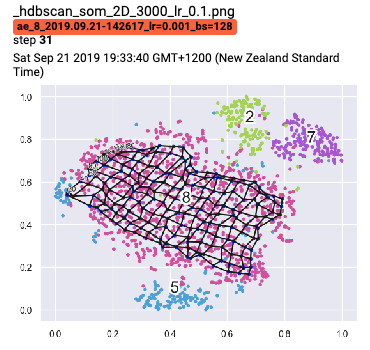 _hdbscan_som_2D_3000_lr_0.1.png
ae_8_2019.09.21-142617_lr=0.001_bs=128
step 31
Sat Sep 21 2019 19:33:40 GMT+1200 (New Zealand Standard
Time)
1.0
2
0.8
7
0.6
8
0.4
0.2
5
0.0
0.0 0.2 0.4 0.6 0.8 1.0